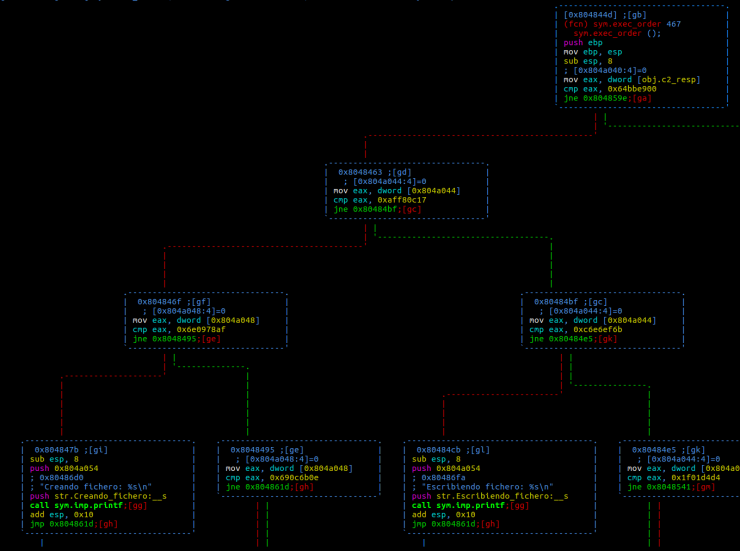 [0x804844d] ;[gb]
(fcn) sym.exec_order 467
sym.exec_order ();
push ebp
mov ebp, esp
sub esp, 8
; [0x804a040:4]=0
mov eax, dword [obj.c2_resp]
cmp eax, 0x64bbe900
jne 0x804859e;[ga]
0x8048463 ;[gd]
; [0x804a044:4]=0
mov eax, dword [0x804a044]
cmp eax, 0xaff80c17
jne 0x80484bf;[gc]
0x804846f ;[gf]
; [0x804a048:4]=0
mov eax, dword [0x804a048]
cmp eax, 0x6e0978af
jne 0x8048495;[ge]
0x80484bf ;[gc]
; [0x804a044:4]=0
mov eax, dword [0x804a044]
cmp eax, 0xc6e6ef6b
jne 0x80484e5;[gk]
0x804847b ;[gi]
sub esp, 8
push 0x804a054
; 0x80486d0
; "Creando fichero: %s\n"
push str.Creando_fichero:__s
call sym.imp.printf;[gg]
add esp, 0x10
jmp 0x804861d;[gh]
0x8048495 ;[ge]
; [0x804a048:4]=0
mov eax, dword [0x804a048]
cmp eax, 0x690c6b0e
jne 0x804861d;[gh]
0x80484cb ;[gl]
sub esp, 8
push 0x804a054
; 0x80486fa
; "Escribiendo fichero: %s\n"
push str.Escribiendo_fichero:__s
call sym.imp.printf;[gg]
add esp, 0x10
jmp 0x804861d;[gh]
0x80484e5 ;[gk]
; [0x804a044:4]=0
mov eax, dword [0x804a0
cmp eax, 0x1f01d4d4
jne 0x8048541;[gm]